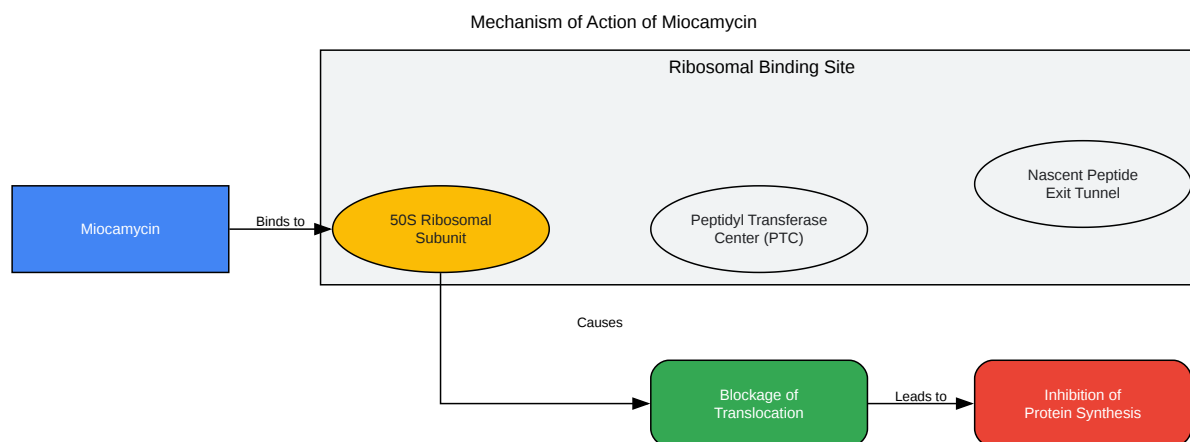 Mechanism of Action of Miocamycin
Ribosomal Binding Site
Miocamycin
Binds to
50S Ribosomal
Subunit
Peptidyl Transferase
Center (PTC)
Nascent Peptide
Exit Tunnel
Causes
Blockage of
Translocation
Leads to
Inhibition of
Protein Synthesis